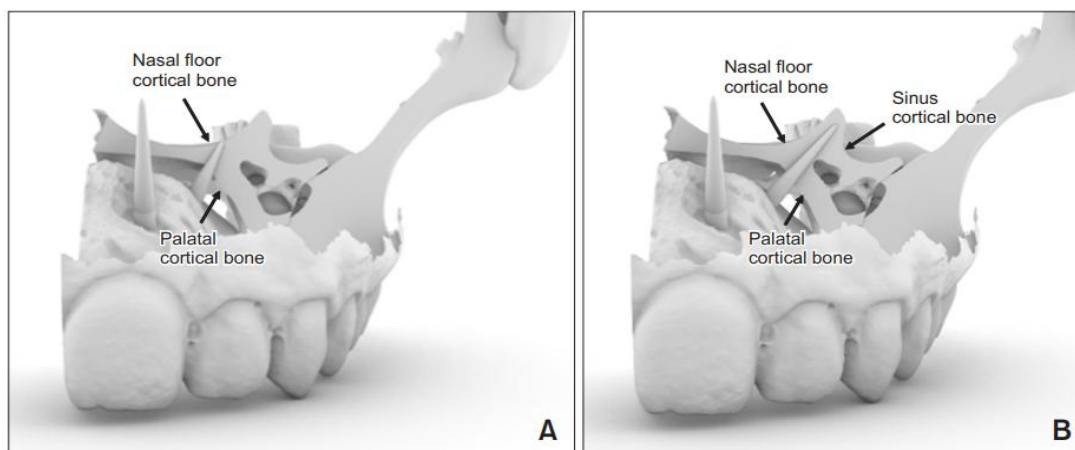 Nasal floor
cortical bone
Palatal
cortical bone
A
Nasal floor
cortical bone
Sinus
cortical bone
Palatal
cortical bone
B